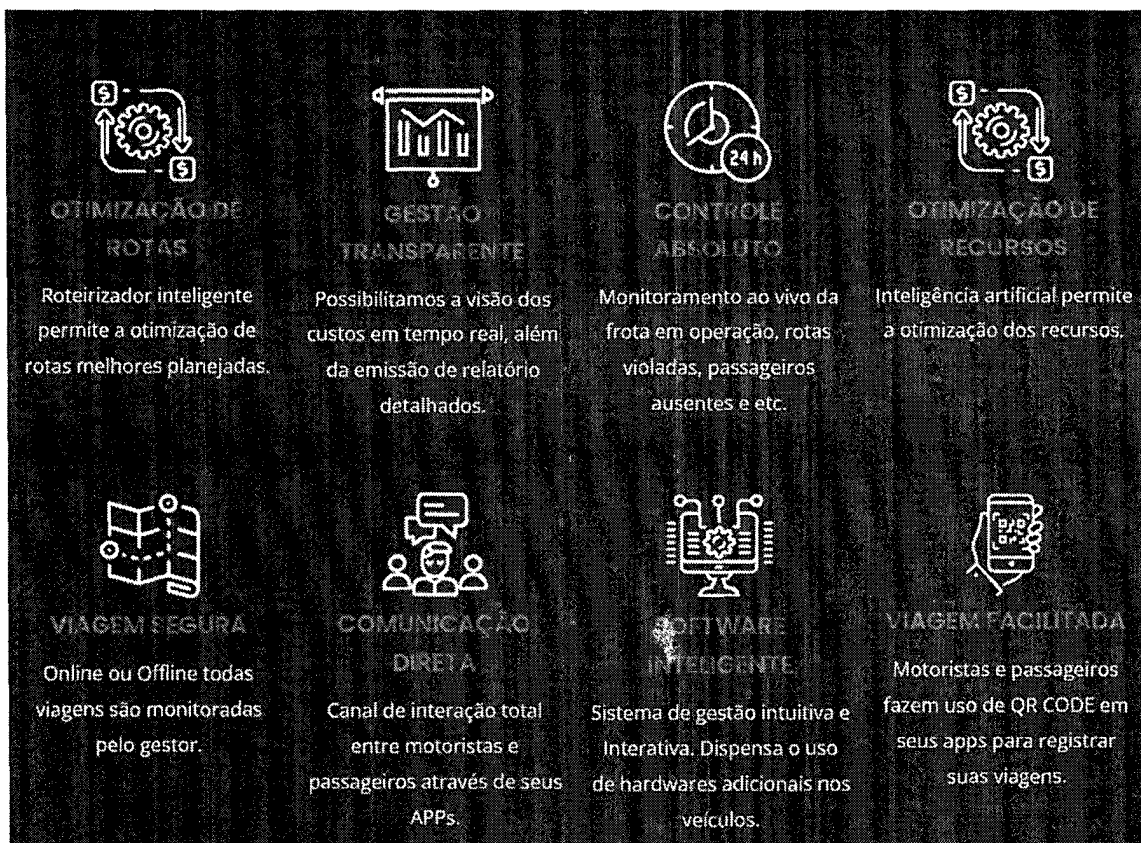 $
$
OTIMIZAÇÃO DE
ROTAS
Roteirizador inteligente
permite a otimização de
rotas melhores planejadas.
GESTÃO
TRANSPARENTE
Possibilitamos a visão dos
custos em tempo real, além
da emissão de relatório
detalhados.
24 h
CONTROLE
ABSOLUTO
Monitoramento ao vivo da
frota em operação, rotas
violadas, passageiros
ausentes e etc.
$
$
OTIMIZAÇÃO DE
RECURSOS
Inteligência artificial permite
a otimização dos recursos.
VIAGEM SEGURA
Online ou Offline todas
viagens são monitoradas
pelo gestor.
COMUNICAÇÃO
DIRETA
Canal de interação total
entre motoristas e
passageiros através de seus
APPs.
SOFTWARE
INTELIGENTE
Sistema de gestão intuitiva e
Interativa. Dispensa o uso
de hardwares adicionais nos
veículos.
VIAGEM FACILITADA
Motoristas e passageiros
fazem uso de QR CODE em
seus apps para registrar
suas viagens.